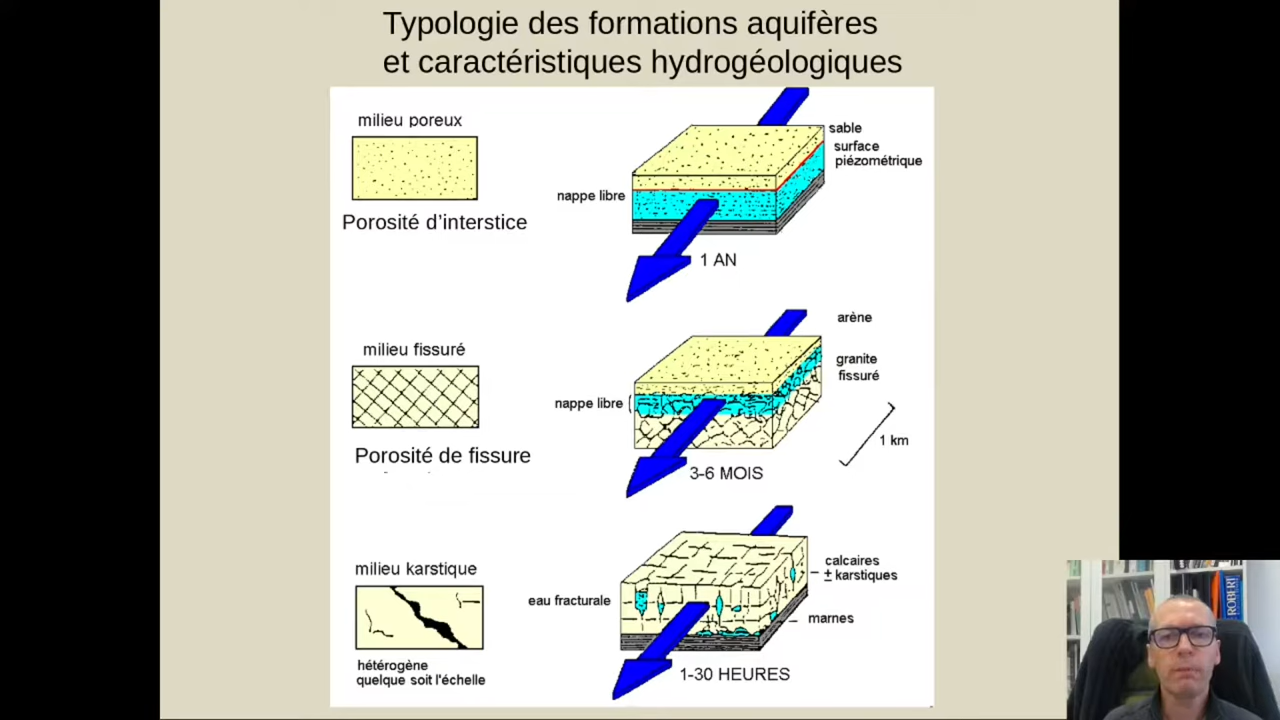 Typologie des formations aquifères
et caractéristiques hydrogéologiques
milieu poreux
Porosité d'interstice
sable
surface
piézométrique
nappe libre
1 AN
milieu fissuré
Porosité de fissure
arène
granite
fissuré
nappe libre
1 km
3-6 MOIS
milieu karstique
hétérogène
quelque soit l'échelle
eau fracturale
calcaires
± karstiques
marnes
1-30 HEURES
ROBERT